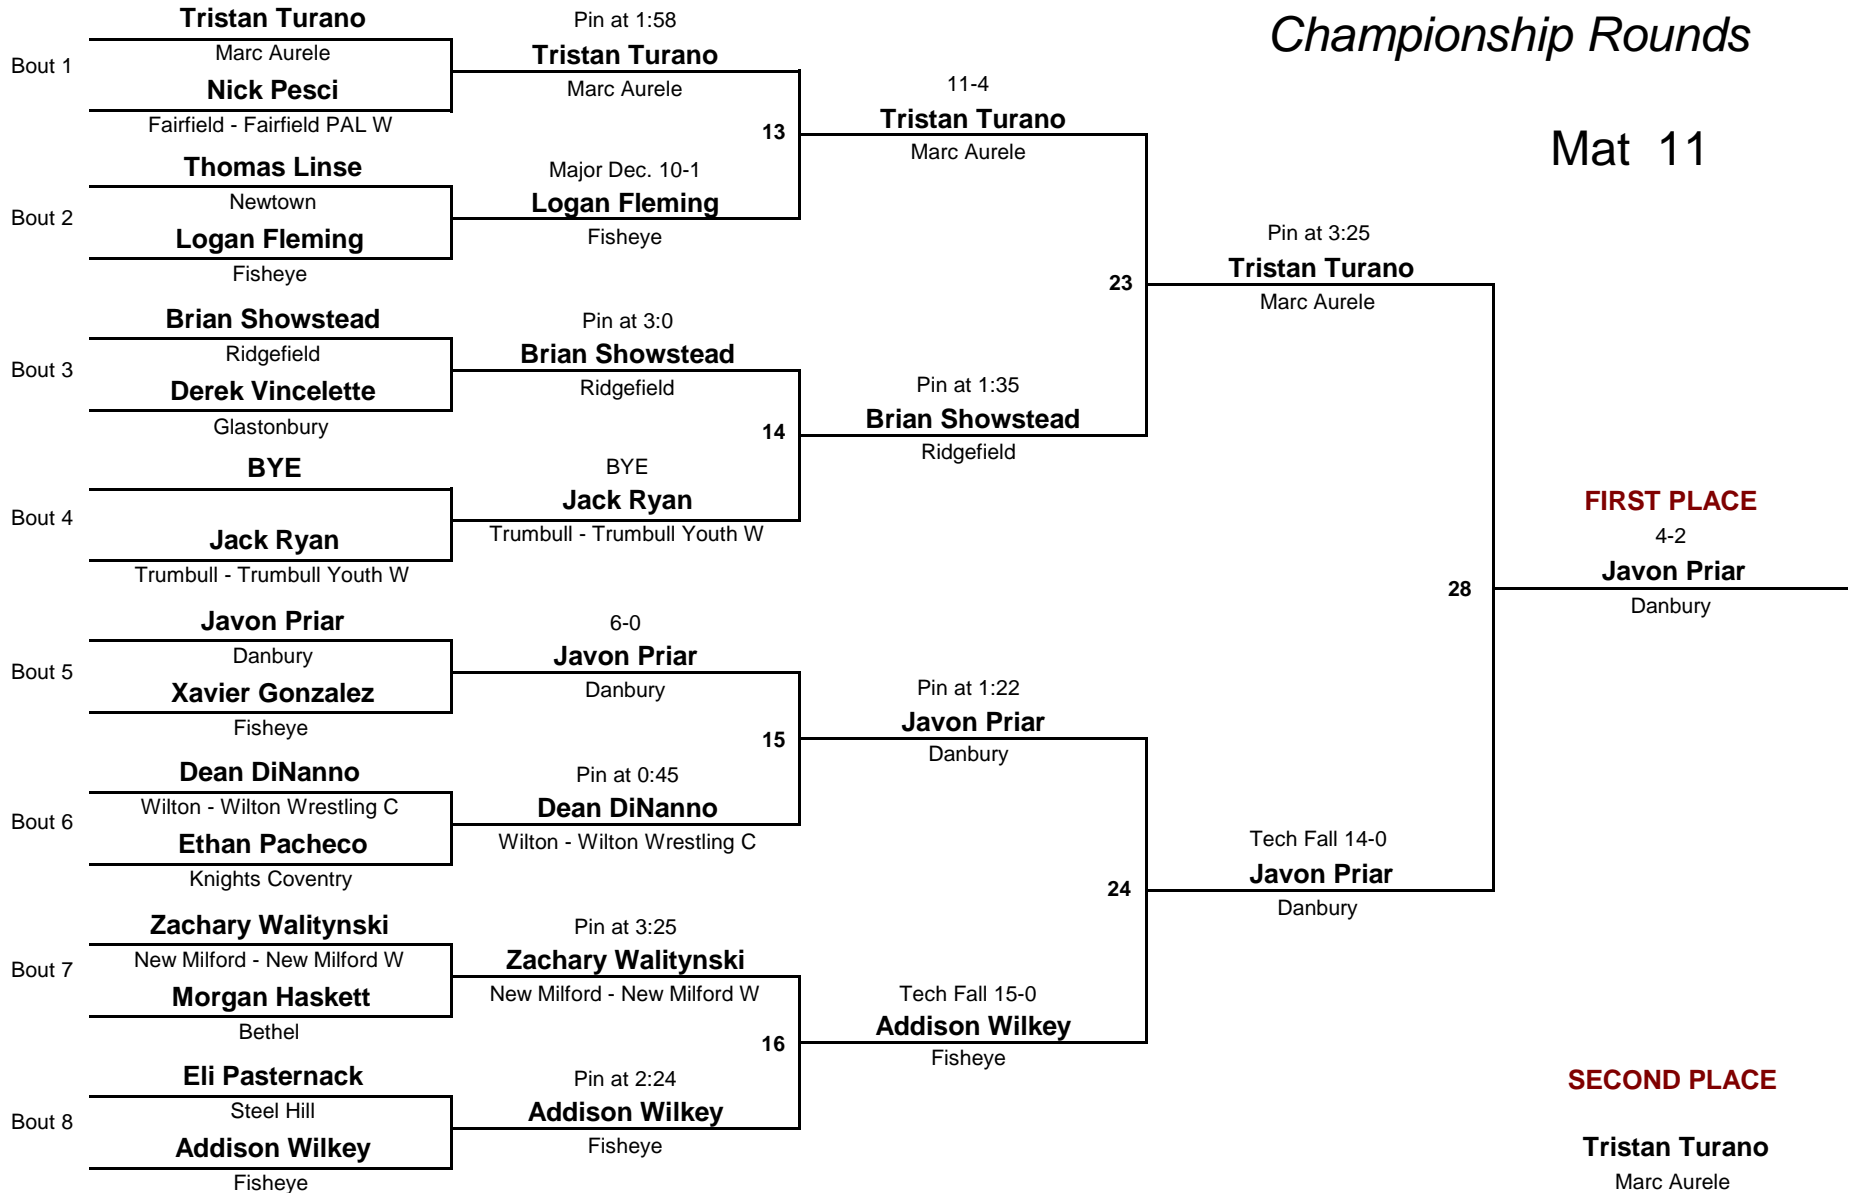 Championship Rounds
Mat 11
Bout 1
Tristan Turano
Marc Aurele
Nick Pesci
Fairfield - Fairfield PAL W
Bout 2
Thomas Linse
Newtown
Logan Fleming
Fisheye
Bout 3
Brian Showstead
Ridgefield
Derek Vincelette
Glastonbury
Bout 4
BYE
Jack Ryan
Trumbull - Trumbull Youth W
Bout 5
Javon Priar
Danbury
Xavier Gonzalez
Fisheye
Bout 6
Dean DiNanno
Wilton - Wilton Wrestling C
Ethan Pacheco
Knights Coventry
Bout 7
Zachary Walitynski
New Milford - New Milford W
Morgan Haskett
Bethel
Bout 8
Eli Pasternack
Steel Hill
Addison Wilkey
Fisheye
Pin at 1:58
Tristan Turano
Marc Aurele
13
Major Dec. 10-1
Logan Fleming
Fisheye
Pin at 3:0
Brian Showstead
Ridgefield
14
BYE
Jack Ryan
Trumbull - Trumbull Youth W
6-0
Javon Priar
Danbury
15
Pin at 0:45
Dean DiNanno
Wilton - Wilton Wrestling C
Pin at 3:25
Zachary Walitynski
New Milford - New Milford W
16
Pin at 2:24
Addison Wilkey
Fisheye
11-4
Tristan Turano
Marc Aurele
23
Pin at 1:35
Brian Showstead
Ridgefield
Pin at 1:22
Javon Priar
Danbury
24
Tech Fall 15-0
Addison Wilkey
Fisheye
Pin at 3:25
Tristan Turano
Marc Aurele
28
Tech Fall 14-0
Javon Priar
Danbury
FIRST PLACE
4-2
Javon Priar
Danbury
SECOND PLACE
Tristan Turano
Marc Aurele